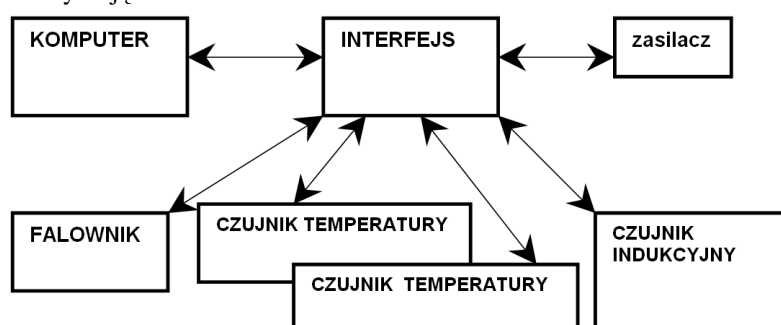 KOMPUTER
INTERFEJS
zasilacz
FALOWNIK
CZUJNIK TEMPERATURY
CZUJNIK TEMPERATURY
CZUJNIK
INDUKCYJNY